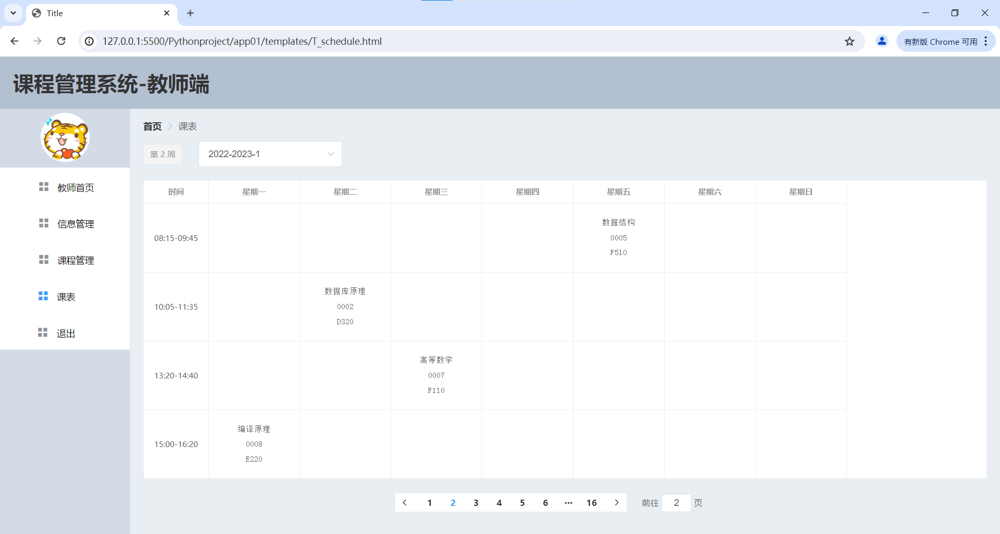 Title
127.0.0.1:5500/Pythonproject/app01/templates/T_schedule.html
有新版 Chrome 可用
课程管理系统-教师端
教师首页
信息管理
课程管理
课表
退出
首页 课表
第 2 周 2022-2023-1
时间 星期一 星期二 星期三 星期四 星期五 星期六 星期日
08:15-09:45
数据结构
0005
F510
10:05-11:35
数据库原理
0002
D320
13:20-14:40
高等数学
0007
F110
15:00-16:20
编译原理
0008
E220
1 2 3 4 5 6 ··· 16 前往 2 页